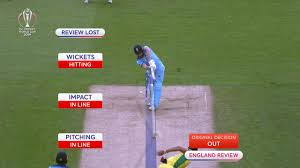 REVIEW LOST
WICKETS
HITTING
IMPACT
IN LINE
PITCHING
IN LINE
ORIGINAL DECISION
OUT
ENGLAND REVIEW